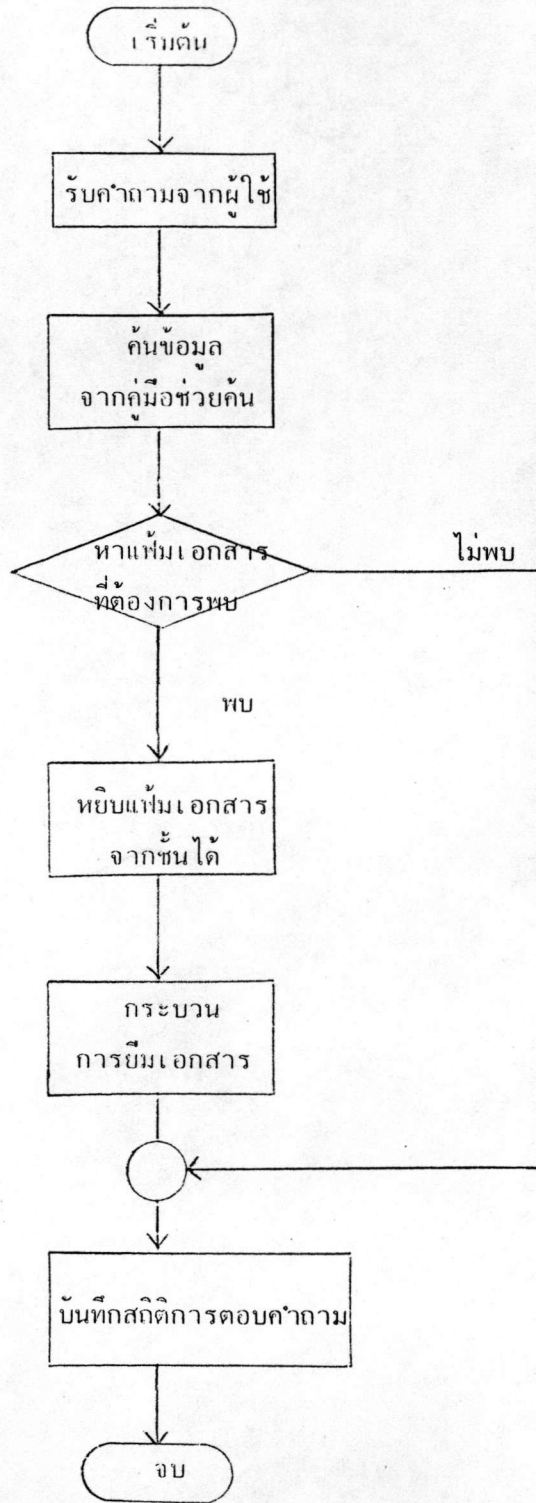 เริ่มต้น
รับคำถามจากผู้ใช้
ค้นข้อมูล
จากคู่มือช่วยค้น
หาแฟ้มเอกสาร
ที่ต้องการพบ
ไม่พบ
พบ
หยิบแฟ้มเอกสาร
จากชั้นได้
กระบวน
การยืมเอกสาร
บันทึกสถิติการตอบคำถาม
จบ